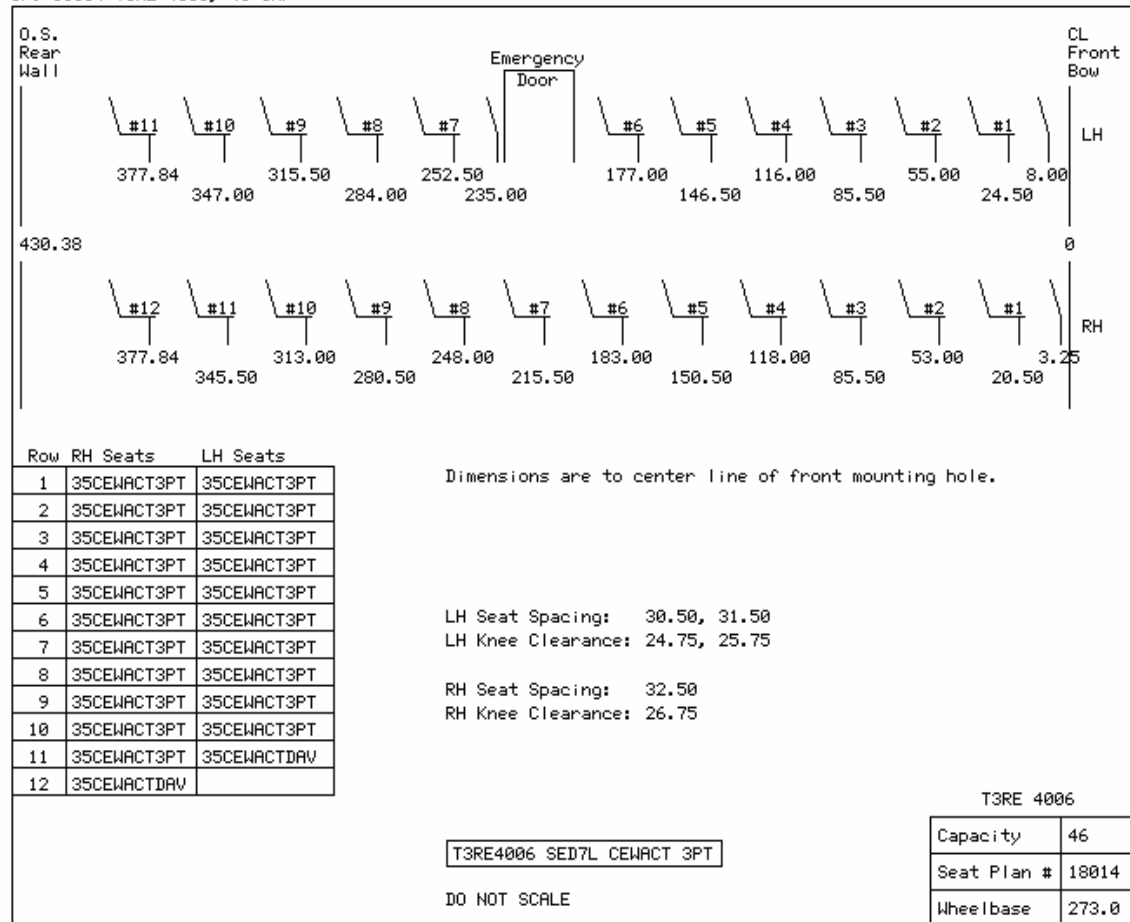 O.S.
Rear
Wall
Emergency
Door
CL
Front
Bow
#11 #10 #9 #8 #7 #6 #5 #4 #3 #2 #1 LH
377.84 315.50 252.50 177.00 116.00 55.00 8.00
347.00 284.00 235.00 146.50 85.50 24.50
430.38 0
#12 #11 #10 #9 #8 #7 #6 #5 #4 #3 #2 #1 RH
377.84 313.00 248.00 183.00 118.00 53.00 3.25
345.50 280.50 215.50 150.50 85.50 20.50
Row RH Seats LH Seats
1 35CEWACT3PT 35CEWACT3PT
2 35CEWACT3PT 35CEWACT3PT
3 35CEWACT3PT 35CEWACT3PT
4 35CEWACT3PT 35CEWACT3PT
5 35CEWACT3PT 35CEWACT3PT
6 35CEWACT3PT 35CEWACT3PT
7 35CEWACT3PT 35CEWACT3PT
8 35CEWACT3PT 35CEWACT3PT
9 35CEWACT3PT 35CEWACT3PT
10 35CEWACT3PT 35CEWACT3PT
11 35CEWACT3PT 35CEWACTDAV
12 35CEWACTDAV
Dimensions are to center line of front mounting hole.
LH Seat Spacing: 30.50, 31.50
LH Knee Clearance: 24.75, 25.75
RH Seat Spacing: 32.50
RH Knee Clearance: 26.75
T3RE4006 SED7L CEWACT 3PT
DO NOT SCALE
T3RE 4006
Capacity 46
Seat Plan # 18014
Wheelbase 273.0